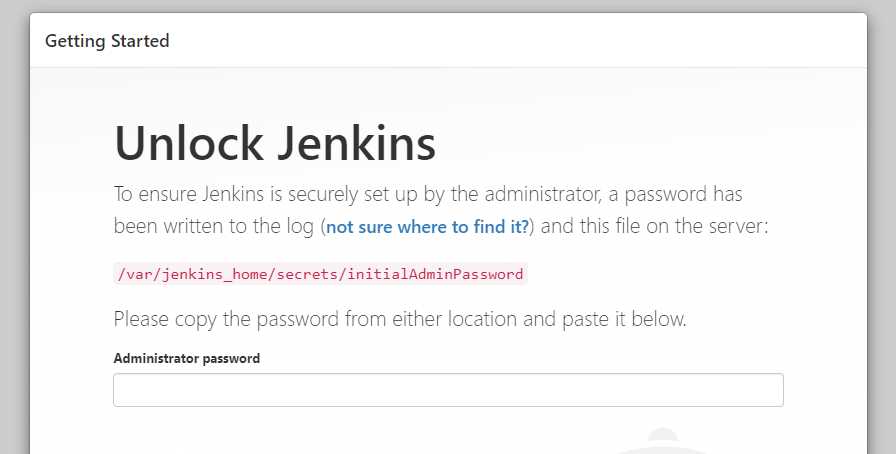 Getting Started
Unlock Jenkins
To ensure Jenkins is securely set up by the administrator, a password has
been written to the log (not sure where to find it?) and this file on the server:
/var/jenkins_home/secrets/initialAdminPassword
Please copy the password from either location and paste it below.
Administrator password